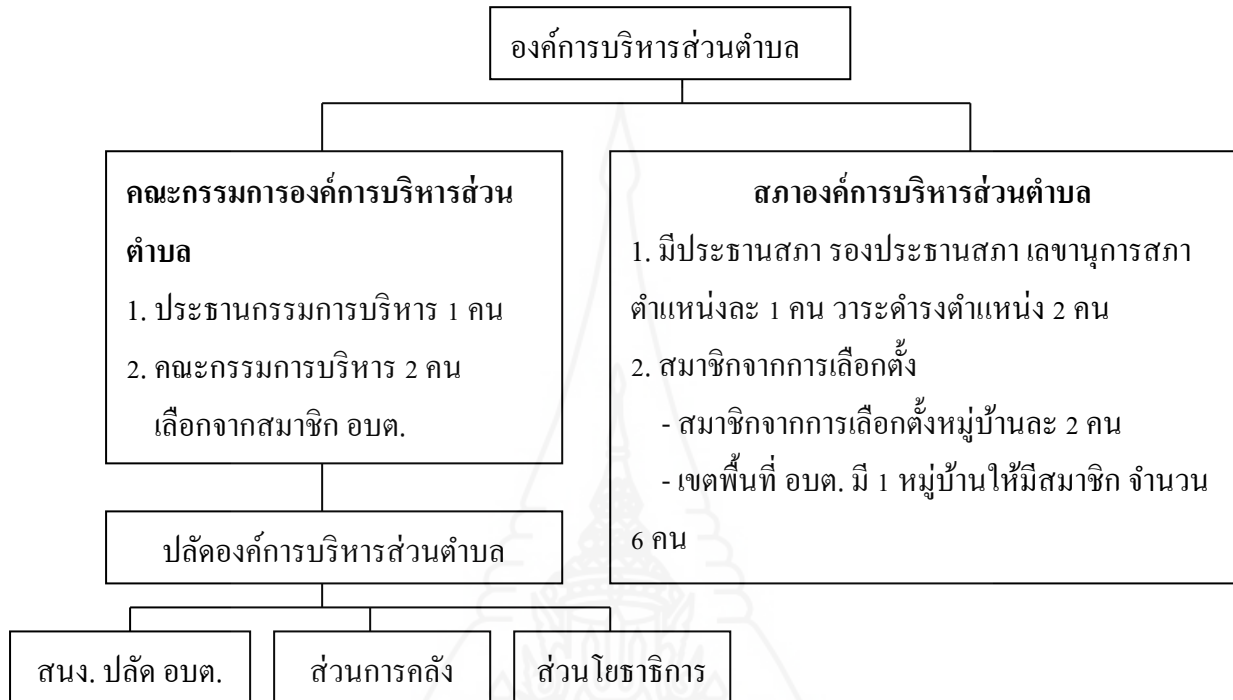 องค์การบริหารส่วนตำบล
คณะกรรมการองค์การบริหารส่วน
ตำบล
1. ประธานกรรมการบริหาร 1 คน
2. คณะกรรมการบริหาร 2 คน
เลือกจากสมาชิก อบต.
สภาองค์การบริหารส่วนตำบล
1. มีประธานสภา รองประธานสภา เลขานุการสภา
ตำแหน่งละ 1 คน วาระดำรงตำแหน่ง 2 คน
2. สมาชิกจากการเลือกตั้ง
- สมาชิกจากการเลือกตั้งหมู่บ้านละ 2 คน
- เขตพื้นที่ อบต. มี 1 หมู่บ้านให้มีสมาชิก จำนวน
6 คน
ปลัดองค์การบริหารส่วนตำบล
สนง. ปลัด อบต.
ส่วนการคลัง
ส่วนโยธาธิการ